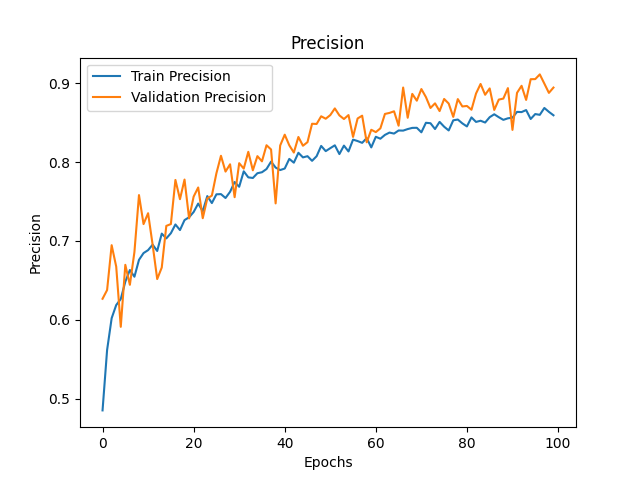 Precision
Train Precision
Validation Precision
Precision
0.9
0.8
0.7
0.6
0.5
0 20 40 60 80 100
Epochs